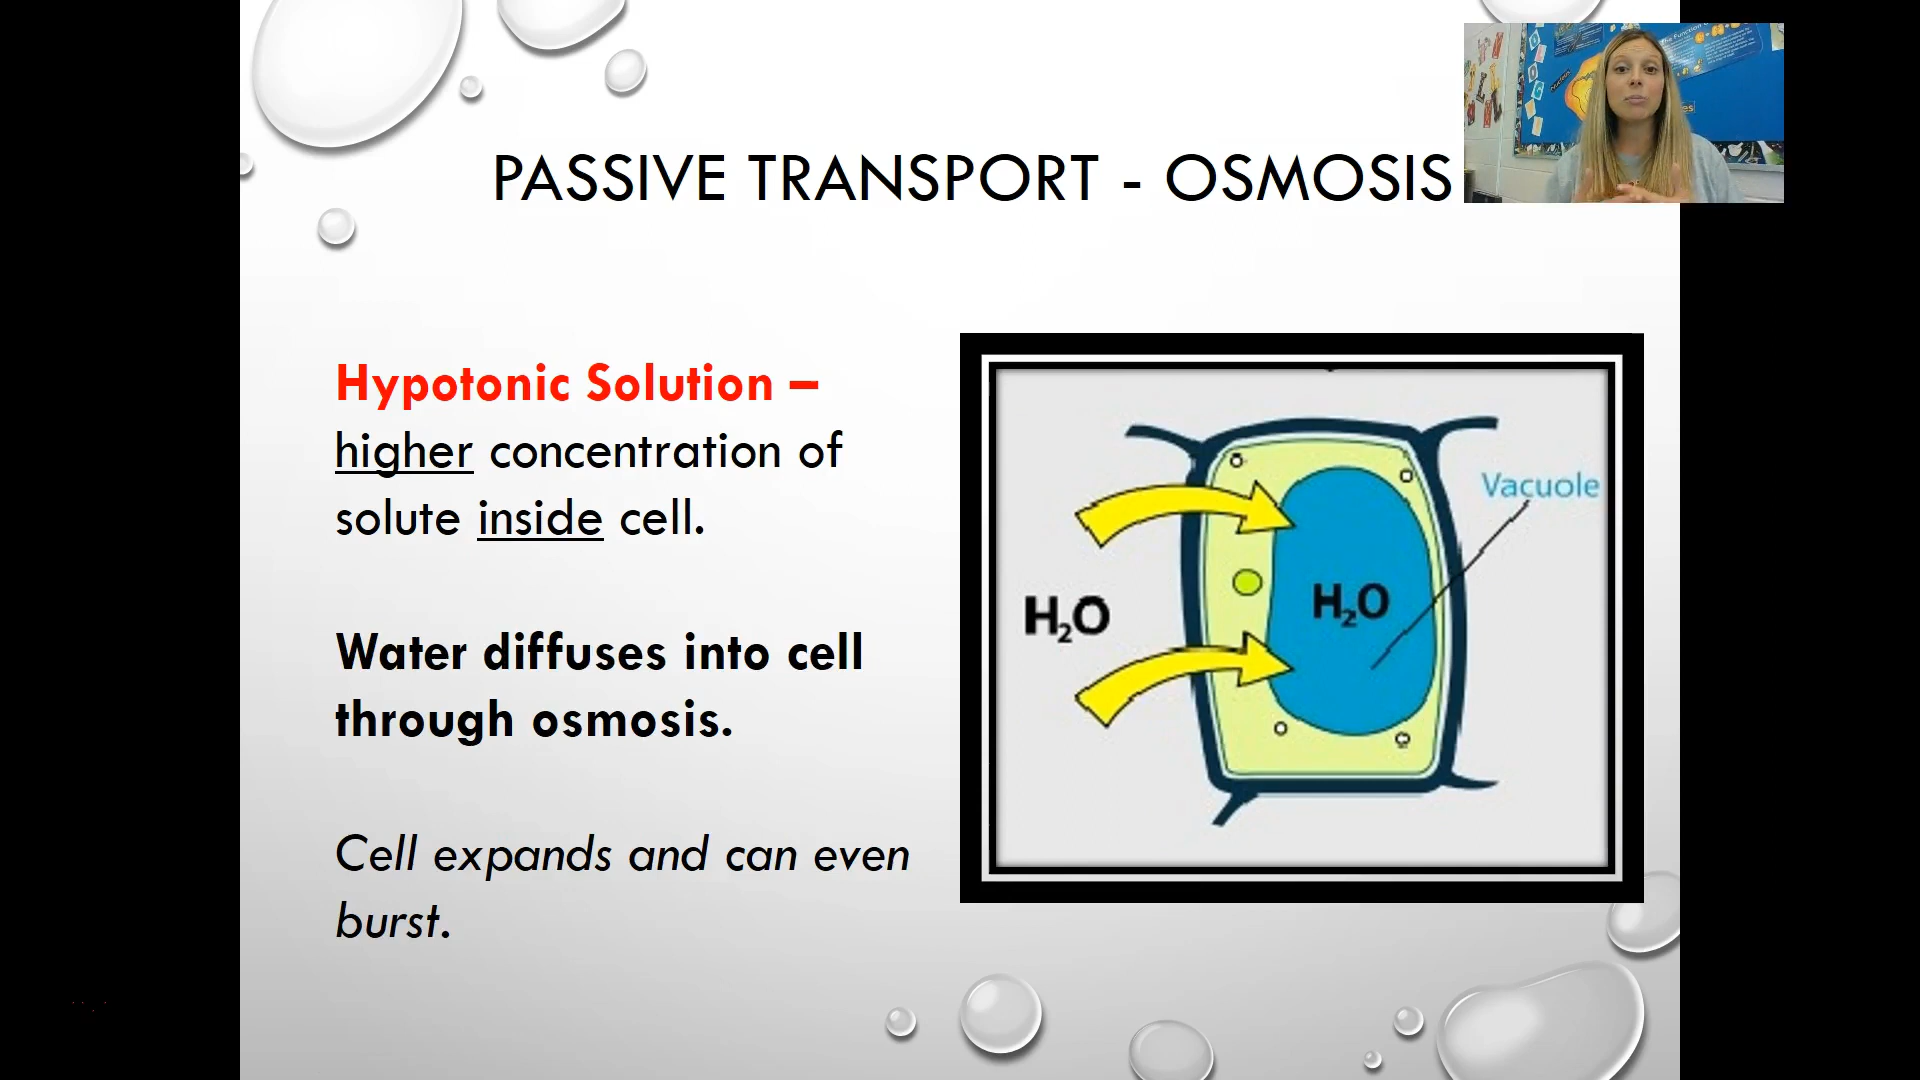 PASSIVE TRANSPORT - OSMOSIS
Hypotonic Solution –
higher concentration of
solute inside cell.
Water diffuses into cell
through osmosis.
Cell expands and can even
burst.
Vacuole
H₂O
H₂O